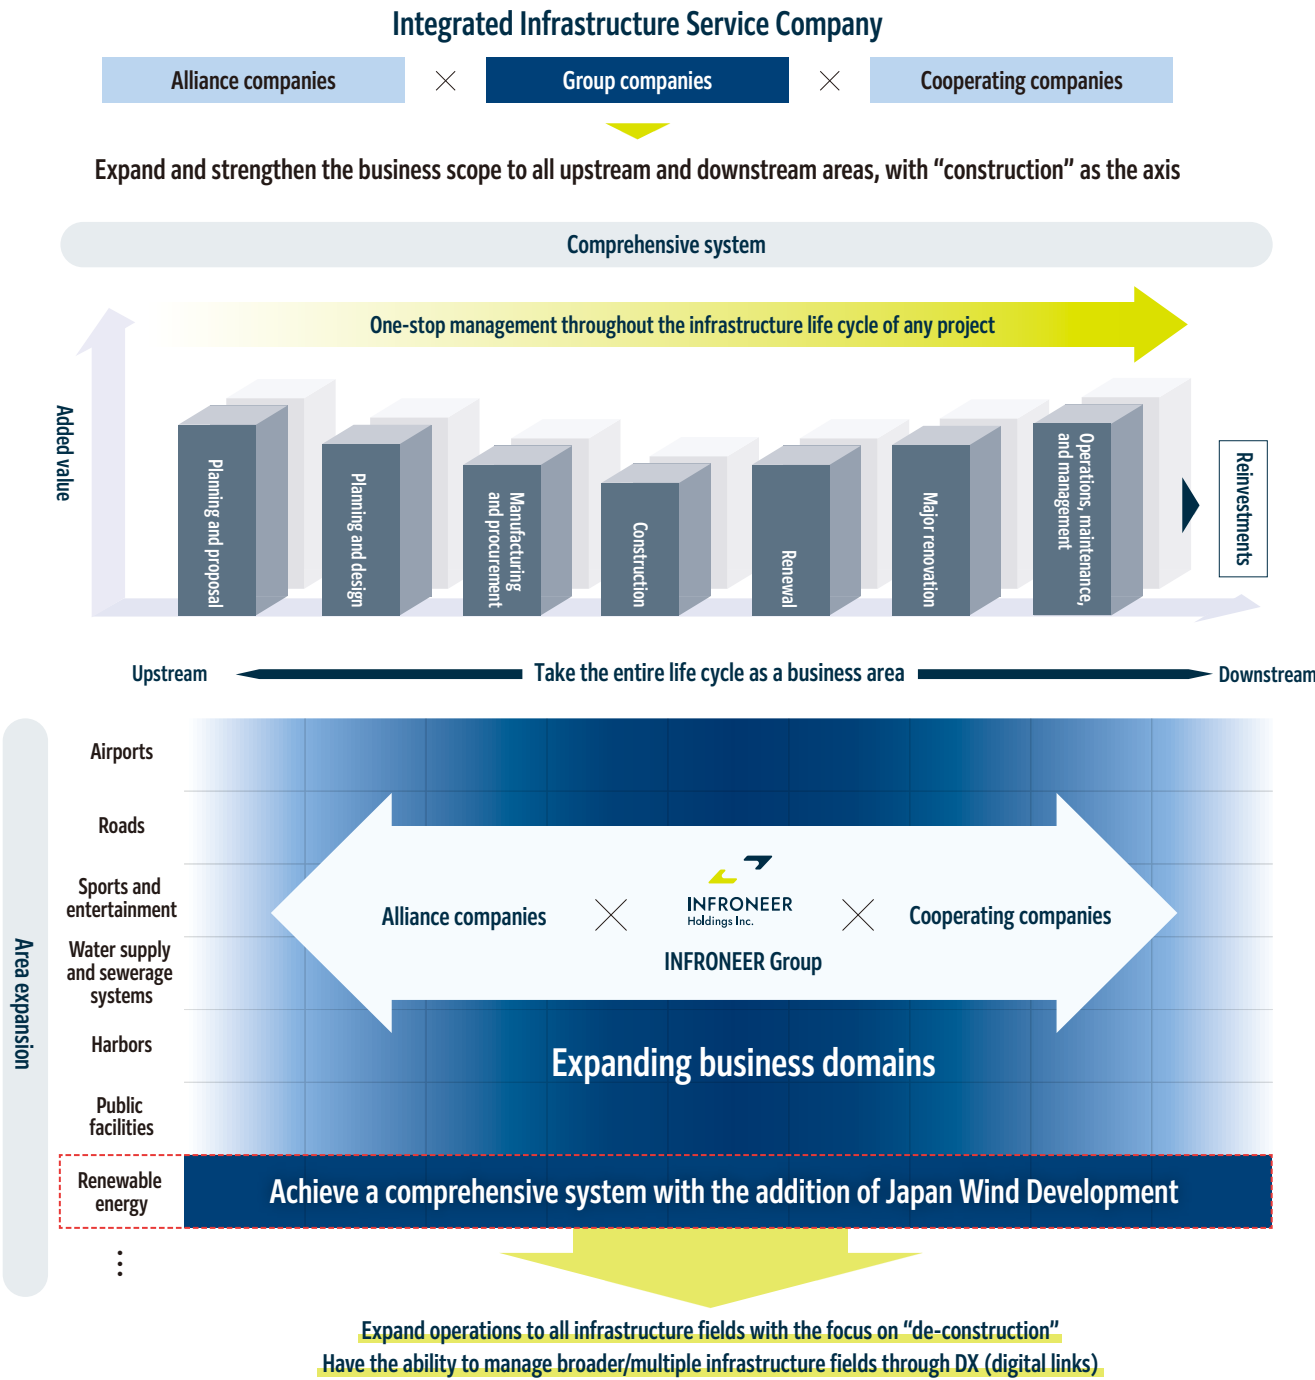 Integrated Infrastructure Service Company
Alliance companies
Group companies
Cooperating companies
Expand and strengthen the business scope to all upstream and downstream areas, with “construction” as the axis
Comprehensive system
One-stop management throughout the infrastructure life cycle of any project
Added value
Planning and proposal
Planning and design
Manufacturing
and procurement
Construction
Renewal
Major renovation
Operations, maintenance,
and management
Reinvestments
Upstream
Take the entire life cycle as a business area
Downstream
Area expansion
Airports
Roads
Sports and
entertainment
Water supply
and sewerage
systems
Harbors
Public
facilities
Renewable
energy
⋮
Alliance companies
INFRONEER
Holdings Inc.
INFRONEER Group
Cooperating companies
Expanding business domains
Achieve a comprehensive system with the addition of Japan Wind Development
Expand operations to all infrastructure fields with the focus on “de-construction”
Have the ability to manage broader/multiple infrastructure fields through DX (digital links)